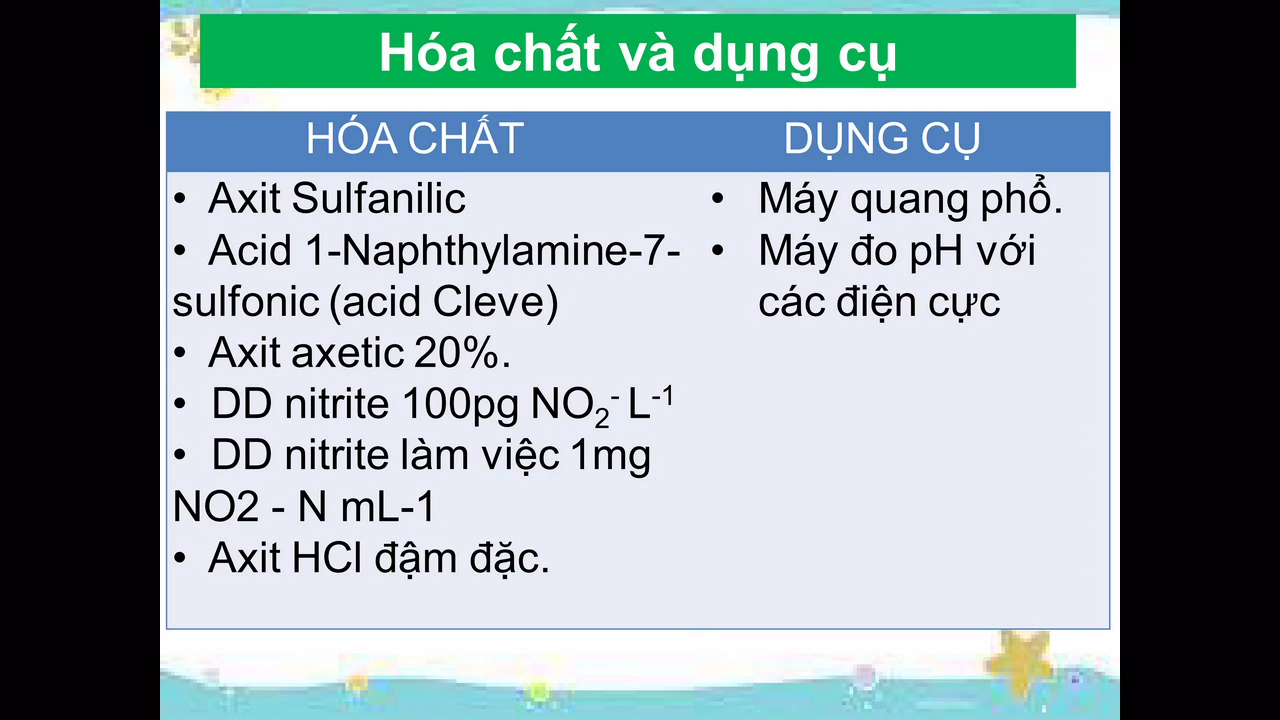 Hóa chất và dụng cụ
HÓA CHẤT
• Axit Sulfanilic
• Acid 1-Naphthylamine-7-
sulfonic (acid Cleve)
• Axit axetic 20%.
• DD nitrite 100pg NO₂⁻ L⁻¹
• DD nitrite làm việc 1mg
NO2 - N mL-1
• Axit HCl đậm đặc.
DỤNG CỤ
• Máy quang phổ.
• Máy đo pH với
các điện cực